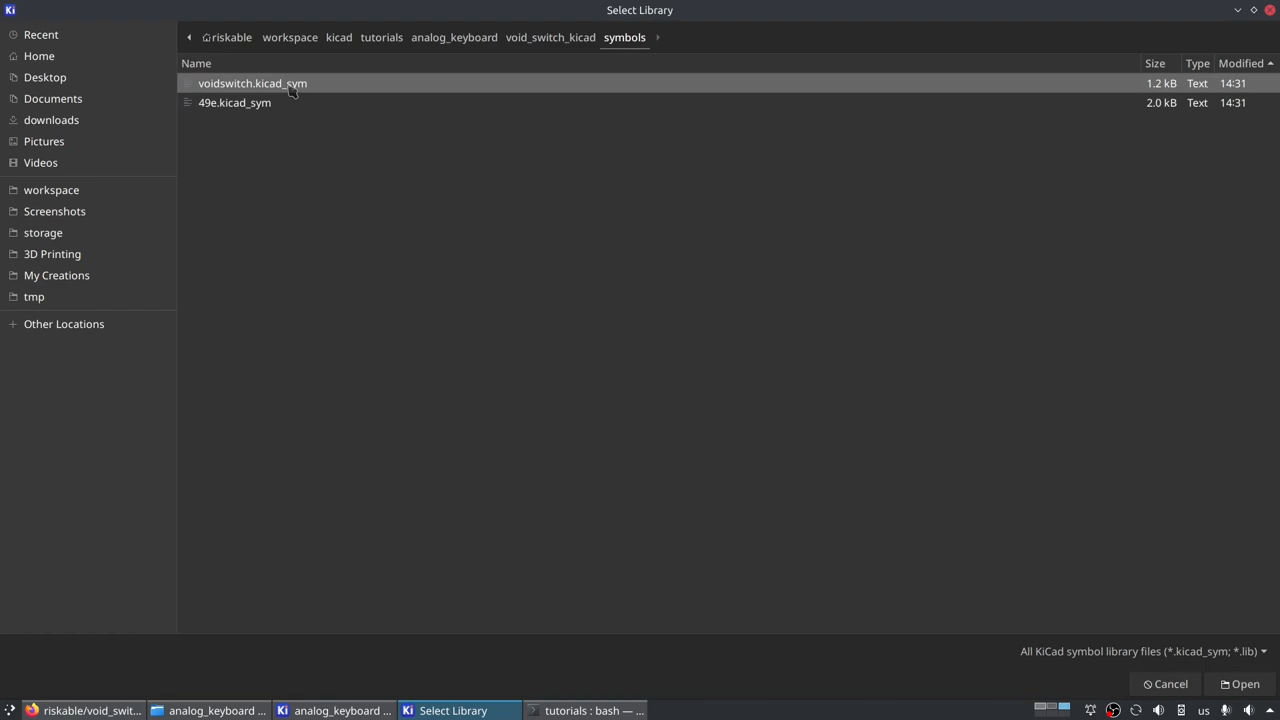 Select Library
Recent
Home
Desktop
Documents
downloads
Pictures
Videos
workspace
Screenshots
storage
3D Printing
My Creations
tmp
Other Locations
riskable workspace kicad tutorials analog_keyboard void_switch_kicad symbols
Name Size Type Modified
voidswitch.kicad_sym 1.2 kB Text 14:31
49e.kicad_sym 2.0 kB Text 14:31
All KiCad symbol library files (*.kicad_sym; *.lib)
Cancel Open
riskable/void_swit... analog_keyboard ... Ki analog_keyboard ... Ki Select Library tutorials : bash — ... us